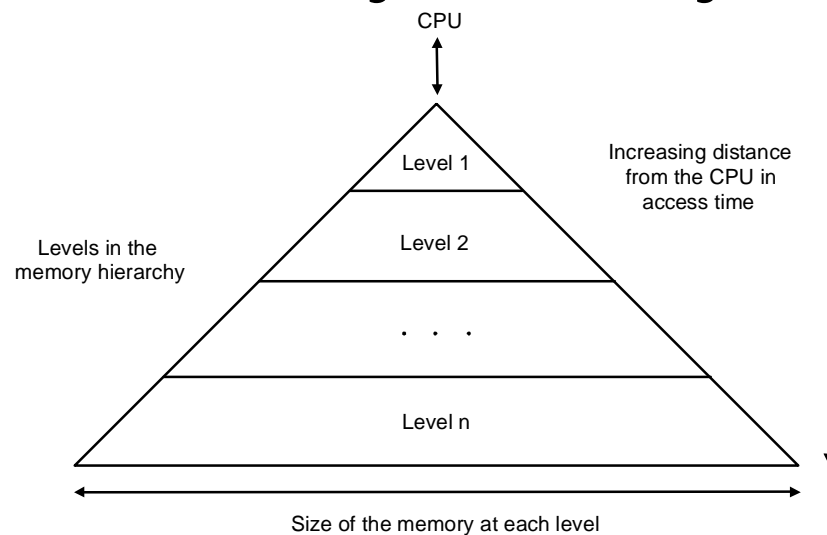 CPU
Level 1
Increasing distance
from the CPU in
access time
Level 2
Levels in the
memory hierarchy
. . .
Level n
Size of the memory at each level